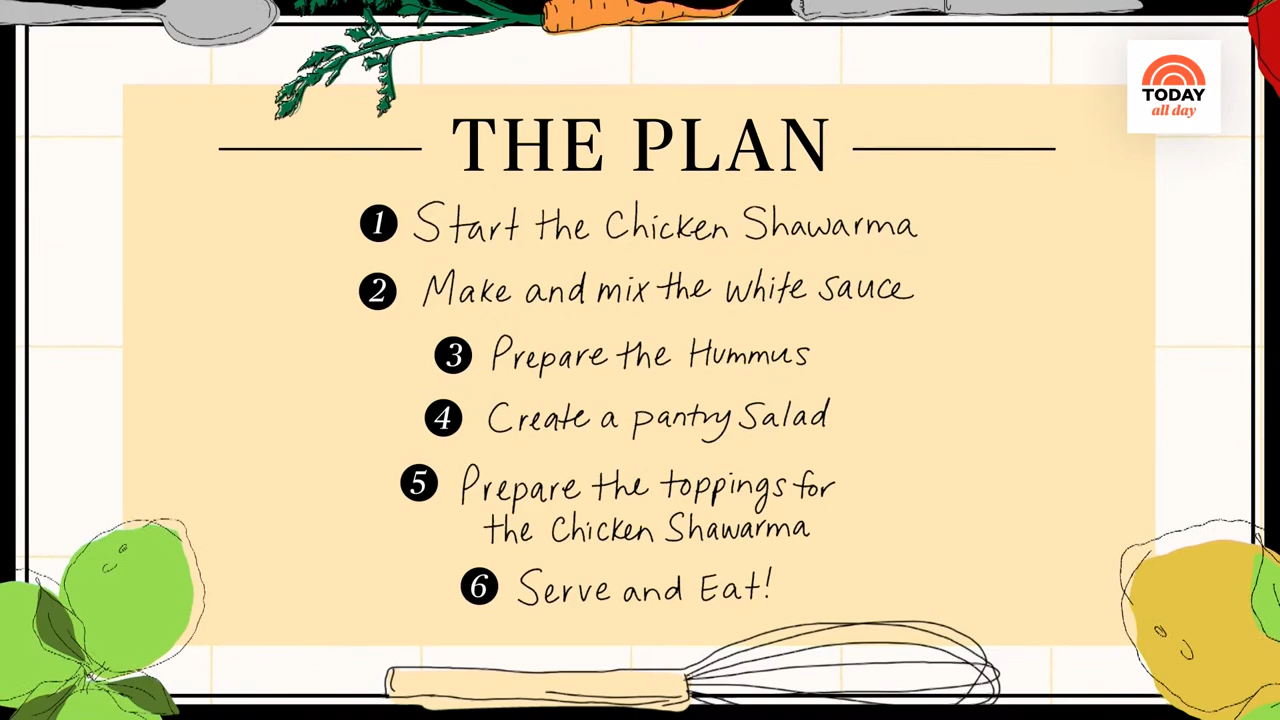 TODAY
all day
THE PLAN
1 Start the Chicken Shawarma
2 Make and mix the white sauce
3 Prepare the Hummus
4 Create a pantry Salad
5 Prepare the toppings for
the Chicken Shawarma
6 Serve and Eat!